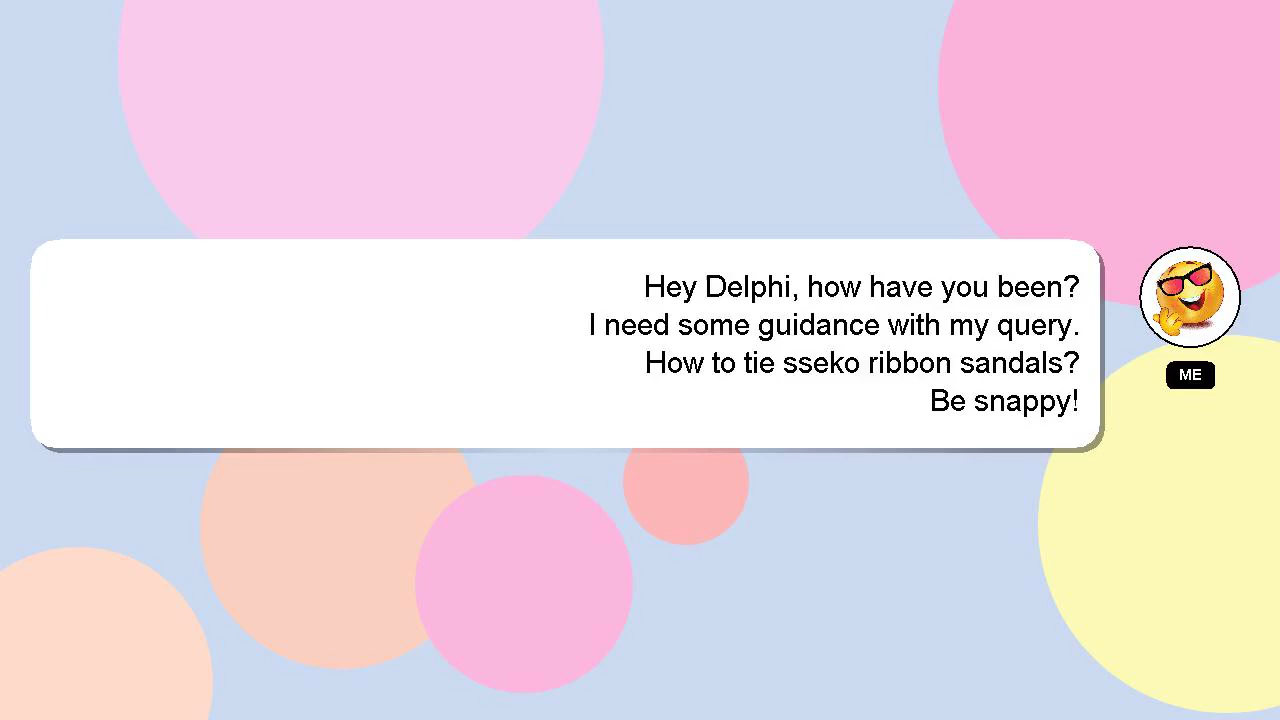 Hey Delphi, how have you been?
I need some guidance with my query.
How to tie sseko ribbon sandals?
Be snappy!
ME